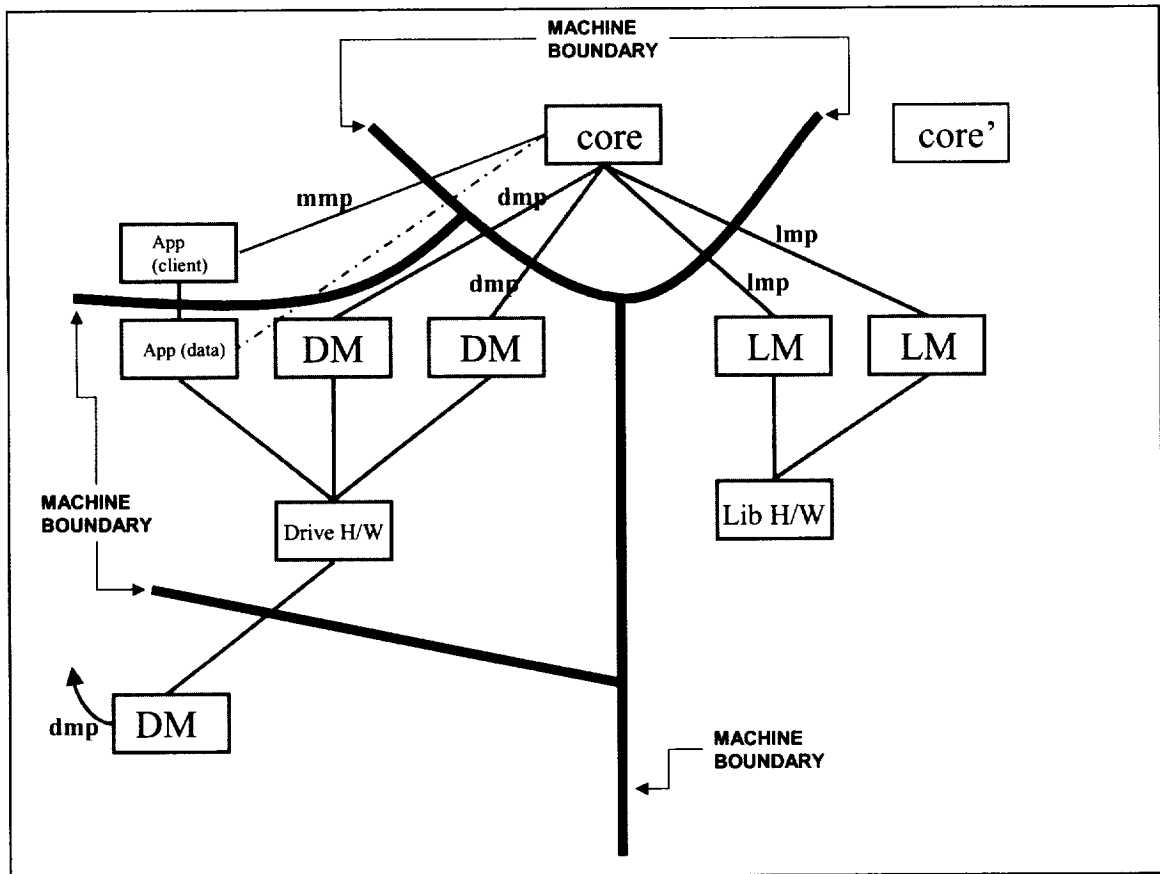 MACHINE
BOUNDARY
core
core’
mmp
dmp
lmp
App
(client)
dmp
lmp
App (data)
DM
DM
LM
LM
MACHINE
BOUNDARY
Drive H/W
Lib H/W
dmp
DM
MACHINE
BOUNDARY